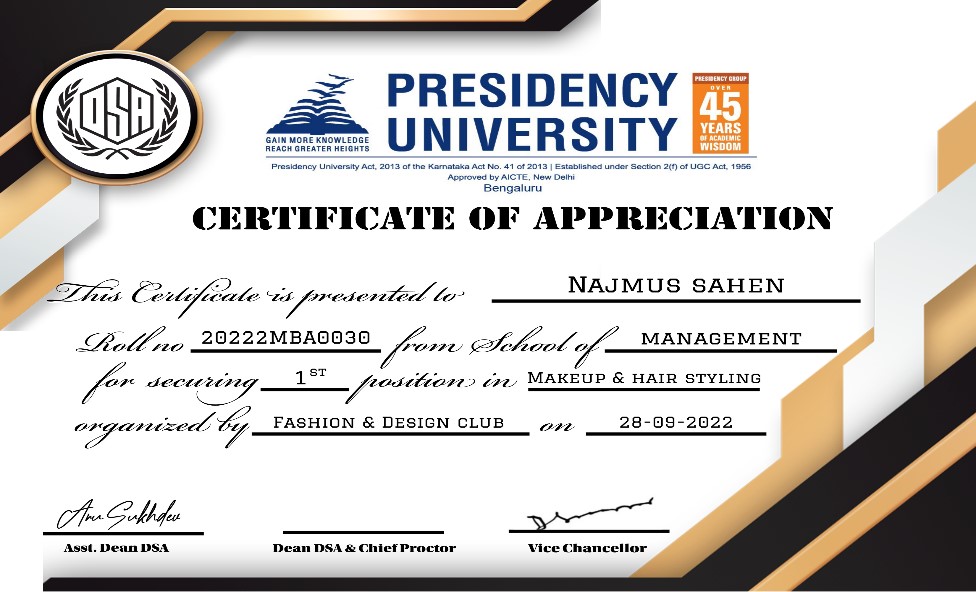 DSA
PRESIDENCY
UNIVERSITY
GAIN MORE KNOWLEDGE
REACH GREATER HEIGHTS
PRESIDENCY GROUP
OVER
45
YEARS
OF ACADEMIC
WISDOM
Presidency University Act, 2013 of the Karnataka Act No. 41 of 2013 | Established under Section 2(f) of UGC Act, 1956
Approved by AICTE, New Delhi
Bengaluru
CERTIFICATE OF APPRECIATION
This Certificate is presented to NAJMUS SAHEN
Roll no 20222MBA0030 from School of MANAGEMENT
for securing 1ST position in MAKEUP & HAIR STYLING
organized by FASHION & DESIGN CLUB on 28-09-2022
Anu Sukhdev
Asst. Dean DSA
Dean DSA & Chief Proctor
Vice Chancellor